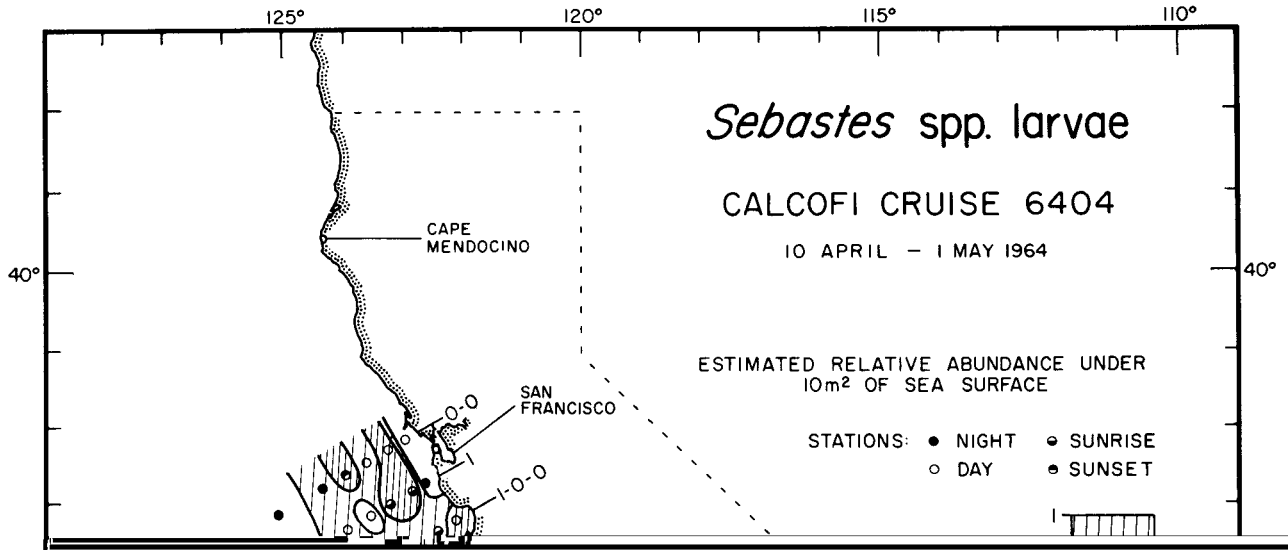 125° 120° 115° 110°
Sebastes spp. larvae
CALCOFI CRUISE 6404
10 APRIL – 1 MAY 1964
CAPE
MENDOCINO
40° 40°
ESTIMATED RELATIVE ABUNDANCE UNDER
10m² OF SEA SURFACE
SAN
FRANCISCO
0-0
STATIONS: NIGHT SUNRISE
DAY SUNSET
1
1-0-0
1